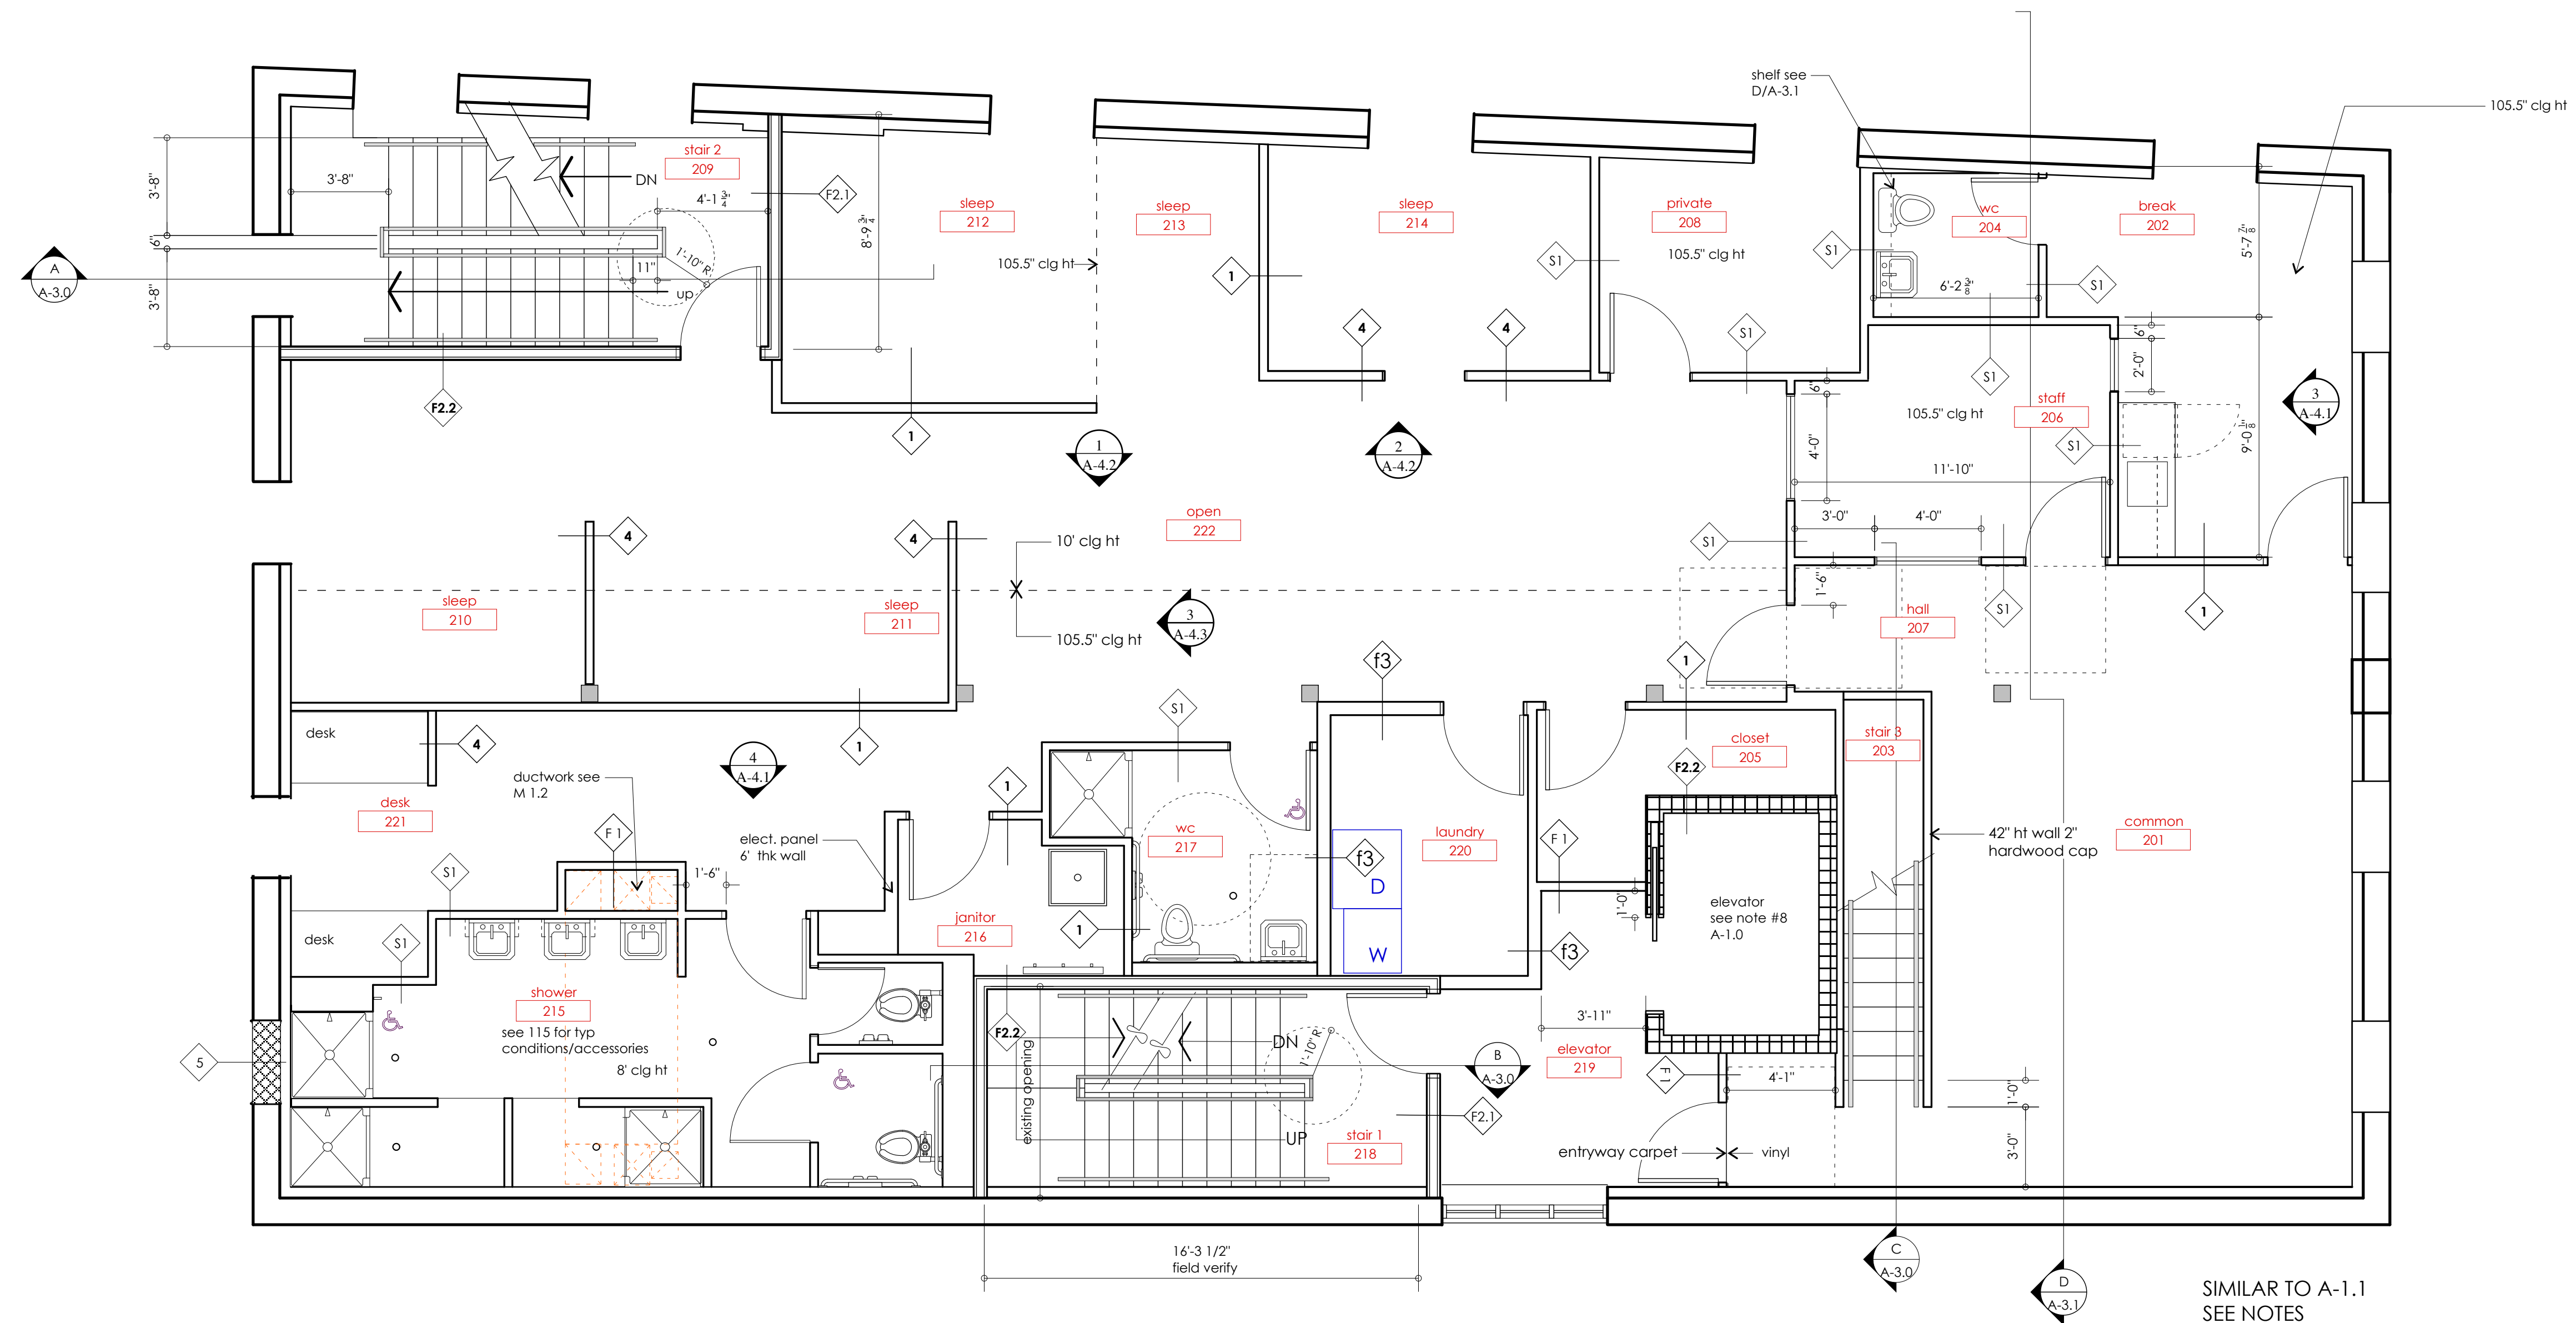 shelf see
D/A-3.1
105.5" clg ht
stair 2
209
3'-8"
3'-8"
6"
3'-8"
DN
4'-1 3/4"
F2.1
8'-9 3/4"
1'-10" R
11"
up
A
A-3.0
F2.2
sleep
212
sleep
213
105.5" clg ht
1
sleep
214
1
4
4
private
208
105.5" clg ht
S1
S1
S1
wc
204
6'-2 3/8"
S1
S1
break
202
5'-7 7/8"
6"
2'-0"
9'-0 1/8"
3
A-4.1
staff
206
105.5" clg ht
S1
11'-10"
6"
4'-0"
3'-0"
4'-0"
S1
1'-6"
S1
1
1
A-4.2
2
A-4.2
open
222
4
4
10' clg ht
105.5" clg ht
sleep
210
sleep
211
3
A-4.3
hall
207
f3
1
S1
1
desk
4
4
A-4.1
ductwork see
M 1.2
desk
221
F 1
elect. panel
6' thk wall
1
wc
217
f3
laundry
220
D
W
F 1
closet
205
F2.2
stair 3
203
42" ht wall 2"
hardwood cap
common
201
S1
1'-6"
desk
S1
janitor
216
1
f3
1'-0"
elevator
see note #8
A-1.0
shower
215
see 115 for typ
conditions/accessories
8' clg ht
5
F2.2
existing opening
DN
1'-10" R
UP
stair 1
218
B
A-3.0
F2.1
3'-11"
elevator
219
F 1
4'-1"
1'-0"
3'-0"
entryway carpet
vinyl
16'-3 1/2"
field verify
C
A-3.0
D
A-3.1
SIMILAR TO A-1.1
SEE NOTES